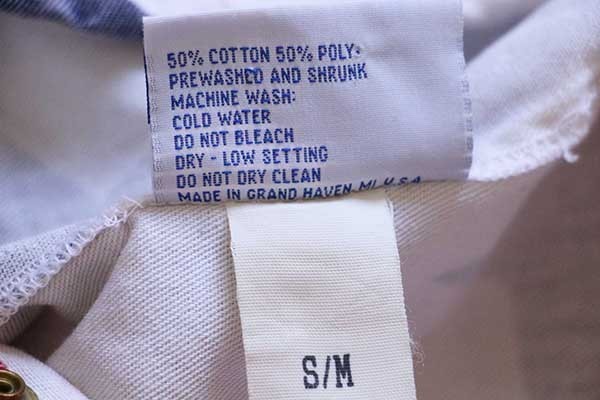 50% COTTON 50% POLY:
PREWASHED AND SHRUNK
MACHINE WASH:
COLD WATER
DO NOT BLEACH
DRY - LOW SETTING
DO NOT DRY CLEAN
MADE IN GRAND HAVEN MI, U.S.A.
S/M